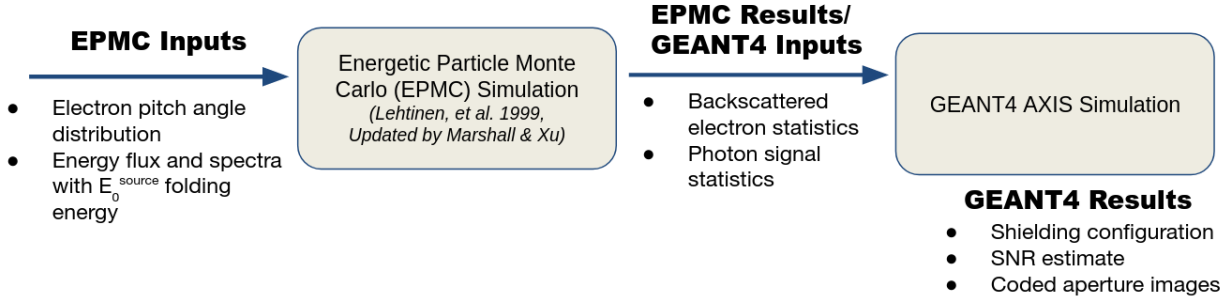 EPMC Inputs
● Electron pitch angle
distribution
● Energy flux and spectra
with E₀ˢᵒᵘʳᶜᵉ folding
energy
Energetic Particle Monte
Carlo (EPMC) Simulation
(Lehtinen, et al. 1999,
Updated by Marshall & Xu)
EPMC Results/
GEANT4 Inputs
● Backscattered
electron statistics
● Photon signal
statistics
GEANT4 AXIS Simulation
GEANT4 Results
● Shielding configuration
● SNR estimate
● Coded aperture images